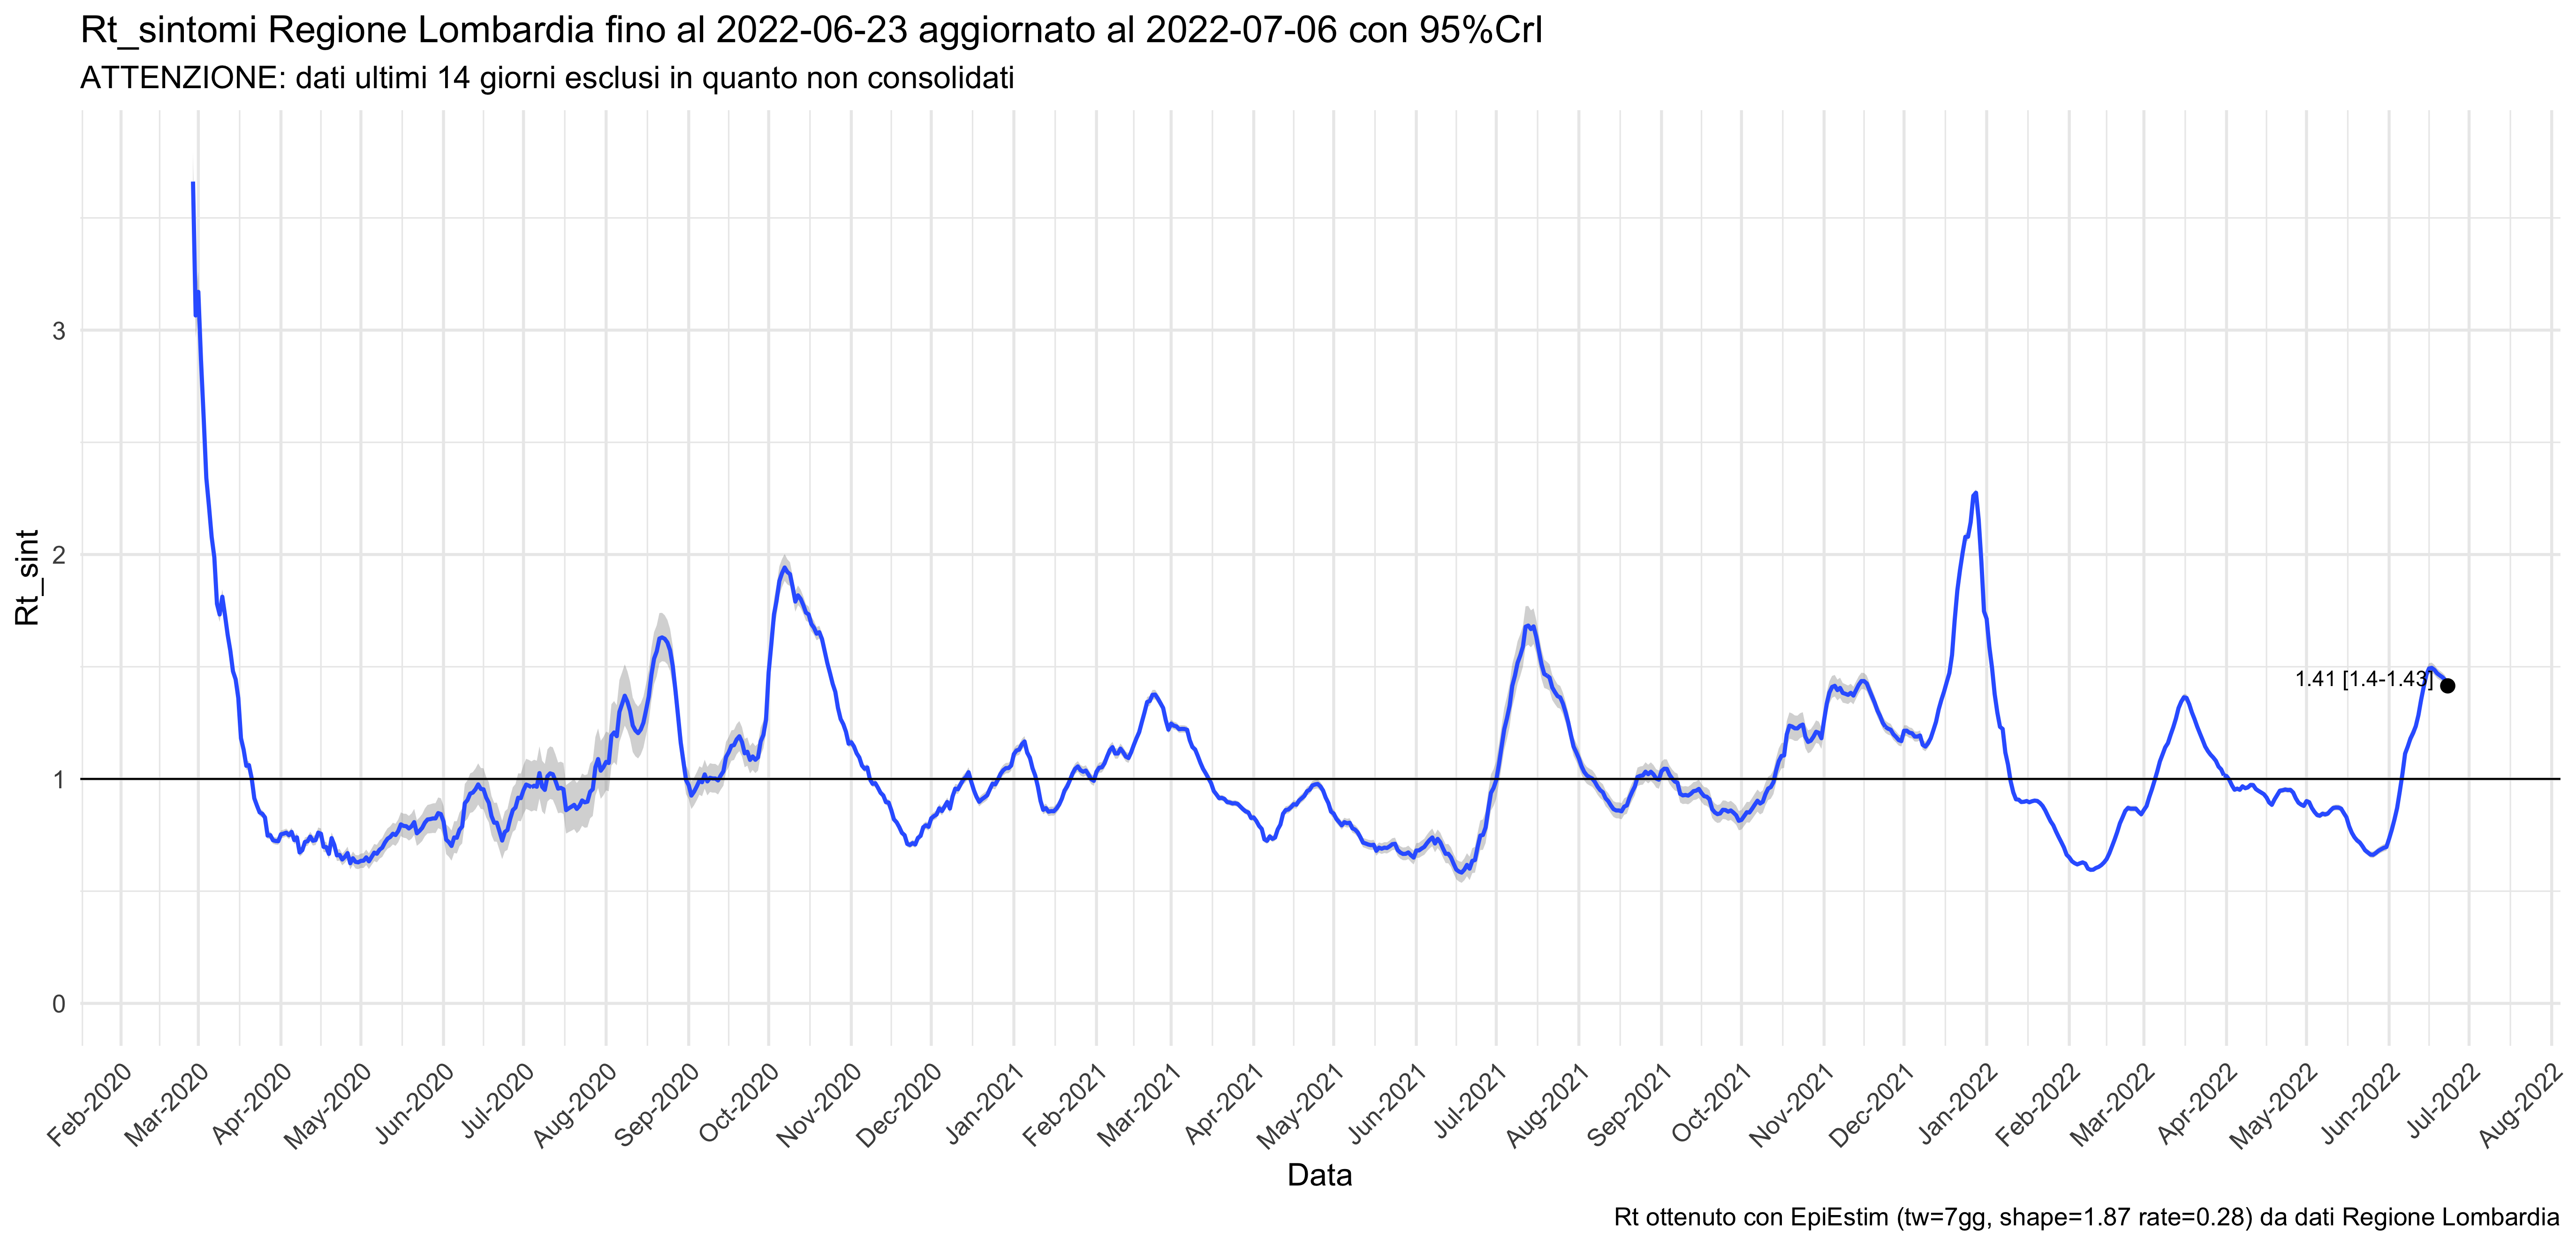 Rt_sintomi Regione Lombardia fino al 2022-06-23 aggiornato al 2022-07-06 con 95%CrI
ATTENZIONE: dati ultimi 14 giorni esclusi in quanto non consolidati
Rt_sint
3
2
1
0
1.41 [1.4-1.43]
Feb-2020
Mar-2020
Apr-2020
May-2020
Jun-2020
Jul-2020
Aug-2020
Sep-2020
Oct-2020
Nov-2020
Dec-2020
Jan-2021
Feb-2021
Mar-2021
Apr-2021
May-2021
Jun-2021
Jul-2021
Aug-2021
Sep-2021
Oct-2021
Nov-2021
Dec-2021
Jan-2022
Feb-2022
Mar-2022
Apr-2022
May-2022
Jun-2022
Jul-2022
Aug-2022
Data
Rt ottenuto con EpiEstim (tw=7gg, shape=1.87 rate=0.28) da dati Regione Lombardia